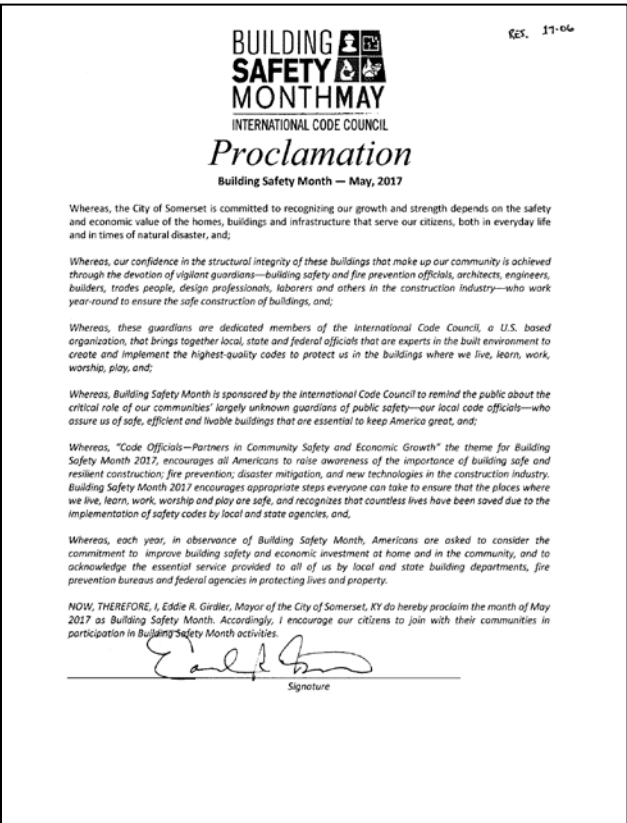 RES. 17-06
BUILDING
SAFETY
MONTHMAY
INTERNATIONAL CODE COUNCIL
Proclamation
Building Safety Month — May, 2017
Whereas, the City of Somerset is committed to recognizing our growth and strength depends on the safety
and economic value of the homes, buildings and infrastructure that serve our citizens, both in everyday life
and in times of natural disaster, and;
Whereas, our confidence in the structural integrity of these buildings that make up our community is achieved
through the devotion of vigilant guardians—building safety and fire prevention officials, architects, engineers,
builders, trades people, design professionals, laborers and others in the construction industry—who work
year-round to ensure the safe construction of buildings, and;
Whereas, these guardians are dedicated members of the International Code Council, a U.S. based
organization, that brings together local, state and federal officials that are experts in the built environment to
create and implement the highest-quality codes to protect us in the buildings where we live, learn, work,
worship, play, and;
Whereas, Building Safety Month is sponsored by the International Code Council to remind the public about the
critical role of our communities' largely unknown guardians of public safety—our local code officials—who
assure us of safe, efficient and livable buildings that are essential to keep America great, and;
Whereas, "Code Officials—Partners in Community Safety and Economic Growth" the theme for Building
Safety Month 2017, encourages all Americans to raise awareness of the importance of building safe and
resilient construction; fire prevention; disaster mitigation, and new technologies in the construction industry.
Building Safety Month 2017 encourages appropriate steps everyone can take to ensure that the places where
we live, learn, work, worship and play are safe, and recognizes that countless lives have been saved due to the
implementation of safety codes by local and state agencies, and,
Whereas, each year, in observance of Building Safety Month, Americans are asked to consider the
commitment to improve building safety and economic investment at home and in the community, and to
acknowledge the essential service provided to all of us by local and state building departments, fire
prevention bureaus and federal agencies in protecting lives and property.
NOW, THEREFORE, I, Eddie R. Girdler, Mayor of the City of Somerset, KY do hereby proclaim the month of May
2017 as Building Safety Month. Accordingly, I encourage our citizens to join with their communities in
participation in Building Safety Month activities.
Signature